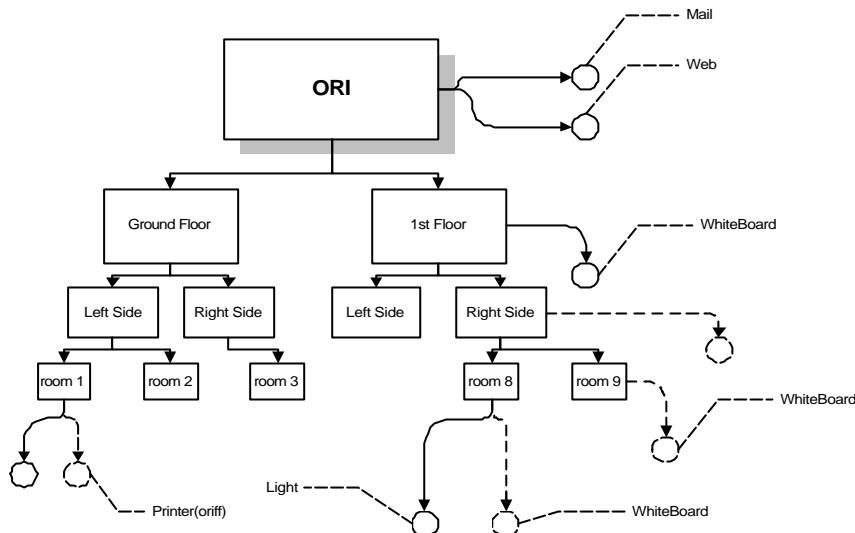 Mail
Web
ORI
Ground Floor
1st Floor
WhiteBoard
Left Side
Right Side
Left Side
Right Side
room 1
room 2
room 3
room 8
room 9
WhiteBoard
Light
Printer(oriff)
WhiteBoard